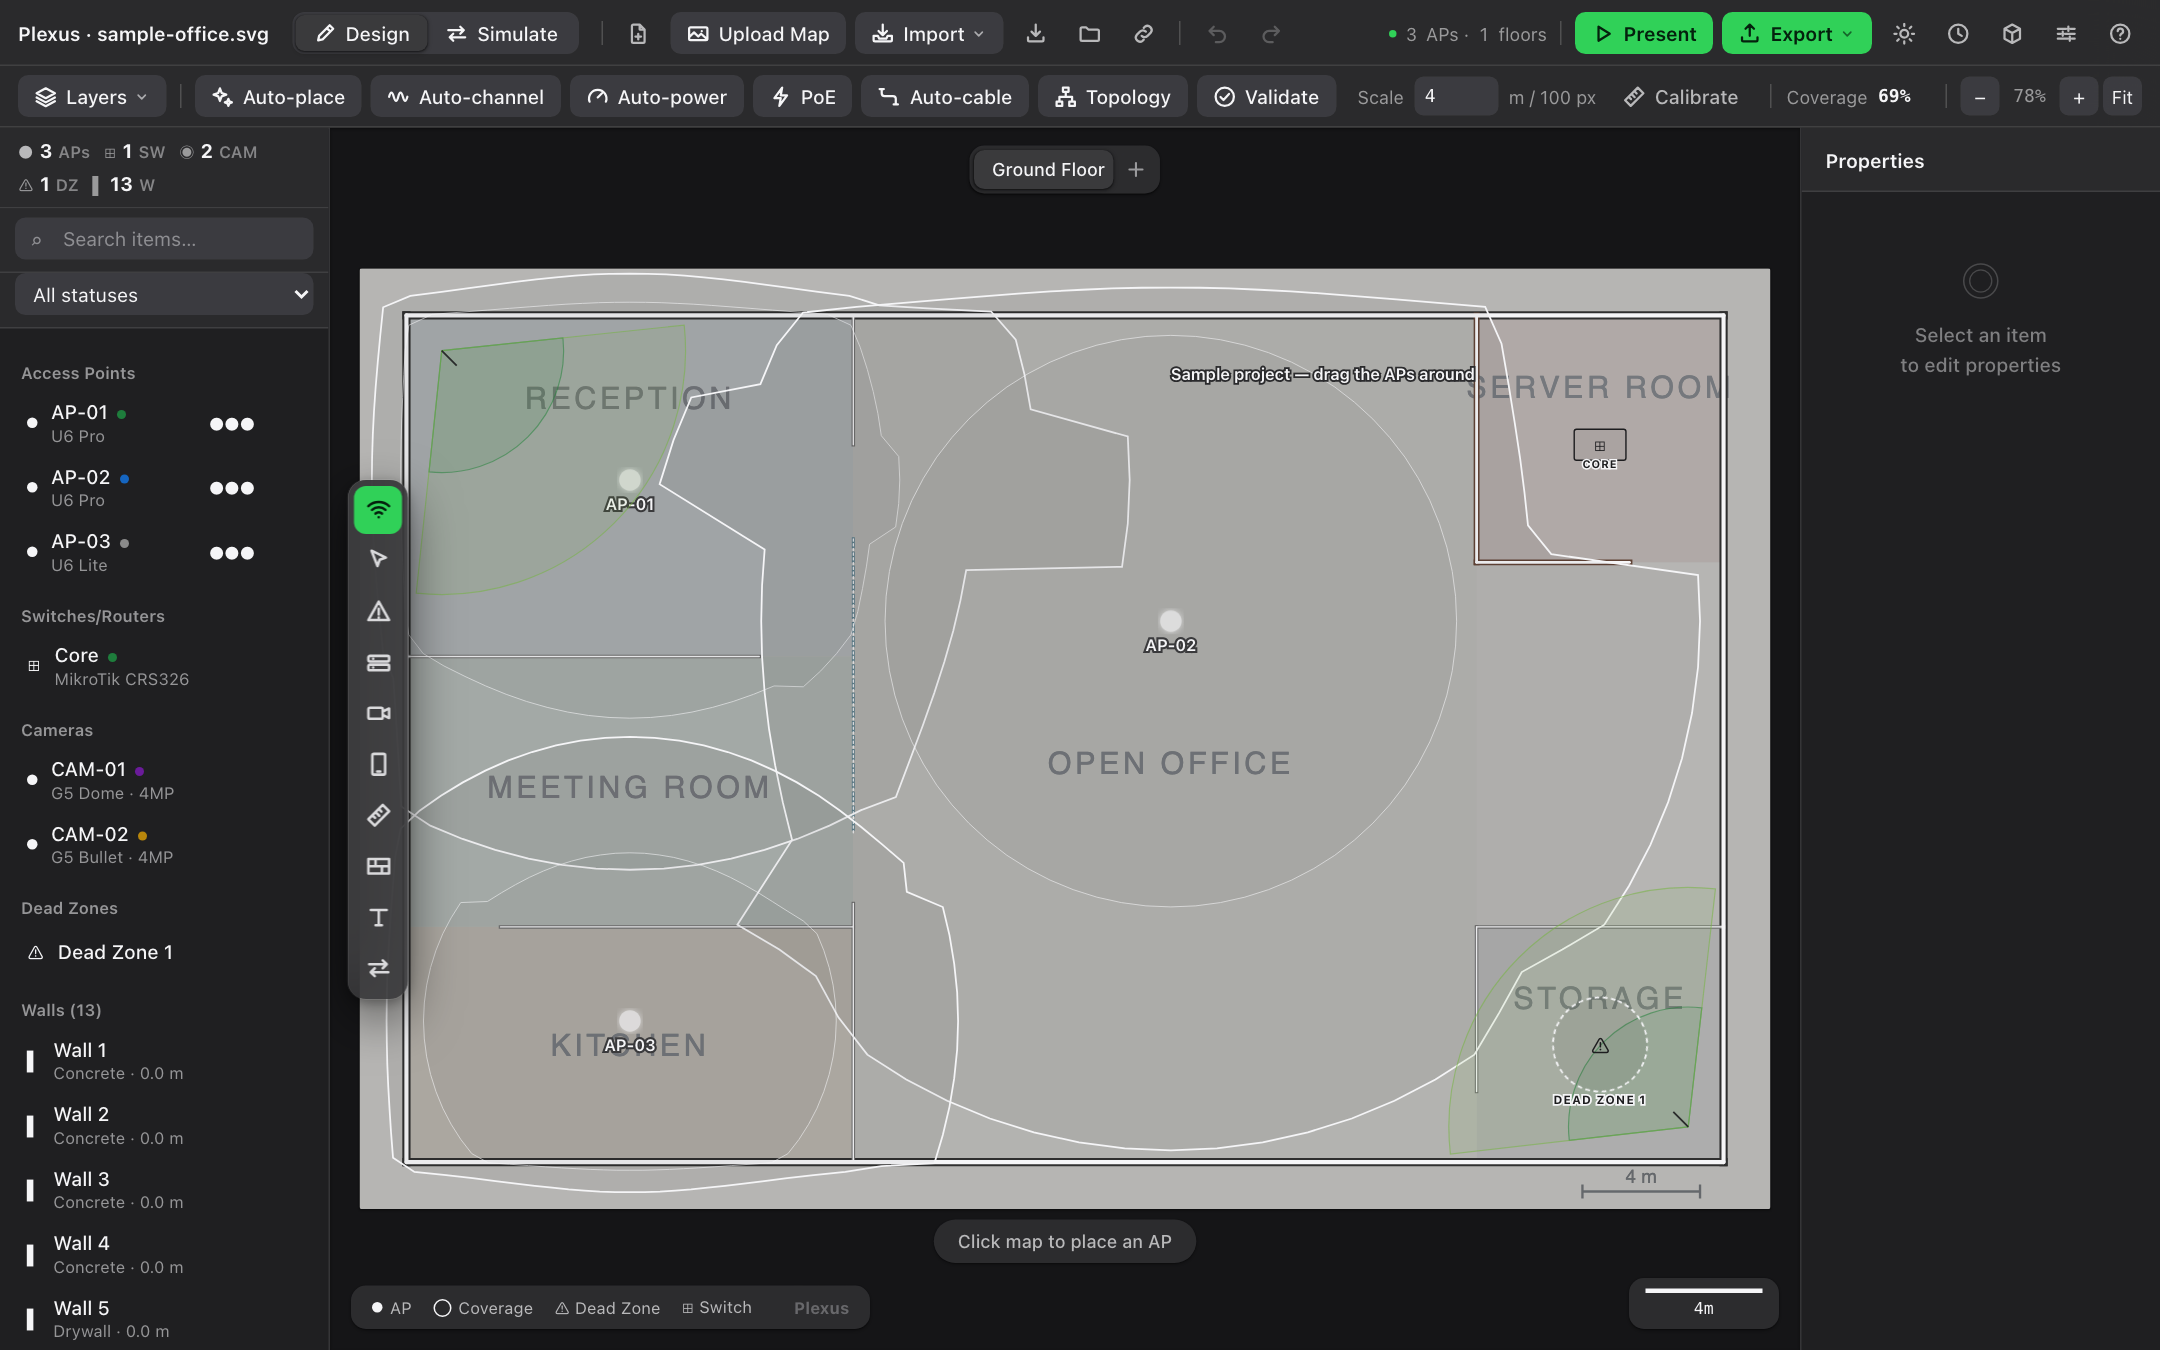 Plexus · sample-office.svg
Design
Simulate
Upload Map
Import
3 APs · 1 floors
Present
Export
Layers
Auto-place
Auto-channel
Auto-power
PoE
Auto-cable
Topology
Validate
Scale 4 m / 100 px
Calibrate
Coverage 69%
− 78% + Fit
3 APs 1 SW 2 CAM
1 DZ 13 W
Search items...
All statuses
Access Points
AP-01
U6 Pro
AP-02
U6 Pro
AP-03
U6 Lite
Switches/Routers
Core
MikroTik CRS326
Cameras
CAM-01
G5 Dome · 4MP
CAM-02
G5 Bullet · 4MP
Dead Zones
Dead Zone 1
Walls (13)
Wall 1
Concrete · 0.0 m
Wall 2
Concrete · 0.0 m
Wall 3
Concrete · 0.0 m
Wall 4
Concrete · 0.0 m
Wall 5
Drywall · 0.0 m
Ground Floor +
Sample project — drag the APs around
RECEPTION
SERVER ROOM
CORE
AP-01
AP-02
OPEN OFFICE
MEETING ROOM
STORAGE
KITCHEN
AP-03
DEAD ZONE 1
4 m
Click map to place an AP
AP
Coverage
Dead Zone
Switch
Plexus
4m
Properties
Select an item
to edit properties